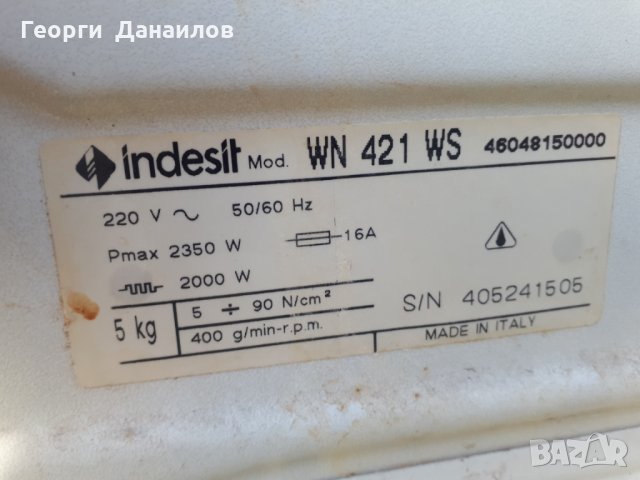 Георги Данаилов
indesit Mod. WN 421 WS 46048150000
220 V ~ 50/60 Hz
Pmax 2350 W 16A
2000 W
5 kg
5 ÷ 90 N/cm²
400 g/min-r.p.m.
S/N 405241505
MADE IN ITALY
BAZAR